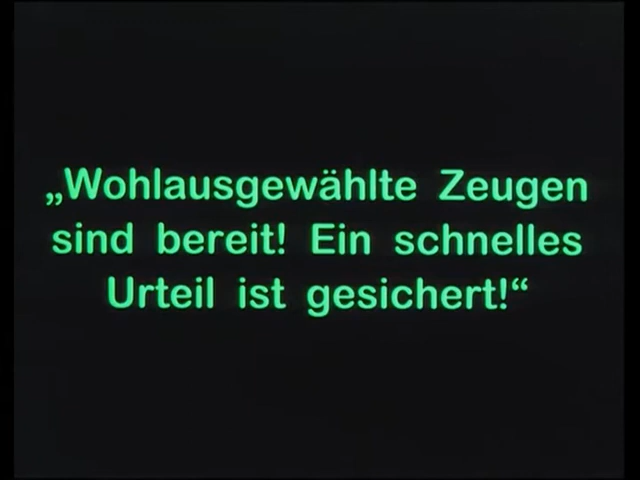 „Wohlausgewählte Zeugen
sind bereit! Ein schnelles
Urteil ist gesichert!“